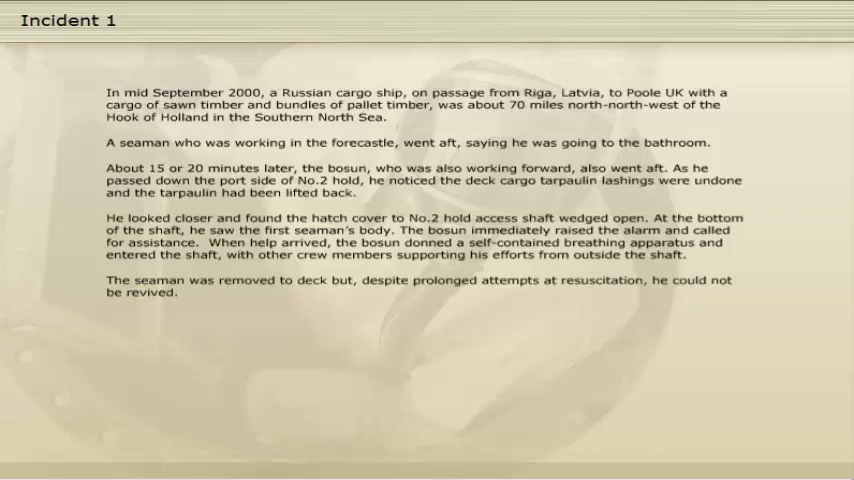 Incident 1
In mid September 2000, a Russian cargo ship, on passage from Riga, Latvia, to Poole UK with a
cargo of sawn timber and bundles of pallet timber, was about 70 miles north-north-west of the
Hook of Holland in the Southern North Sea.
A seaman who was working in the forecastle, went aft, saying he was going to the bathroom.
About 15 or 20 minutes later, the bosun, who was also working forward, also went aft. As he
passed down the port side of No.2 hold, he noticed the deck cargo tarpaulin lashings were undone
and the tarpaulin had been lifted back.
He looked closer and found the hatch cover to No.2 hold access shaft wedged open. At the bottom
of the shaft, he saw the first seaman's body. The bosun immediately raised the alarm and called
for assistance.  When help arrived, the bosun donned a self-contained breathing apparatus and
entered the shaft, with other crew members supporting his efforts from outside the shaft.
The seaman was removed to deck but, despite prolonged attempts at resuscitation, he could not
be revived.